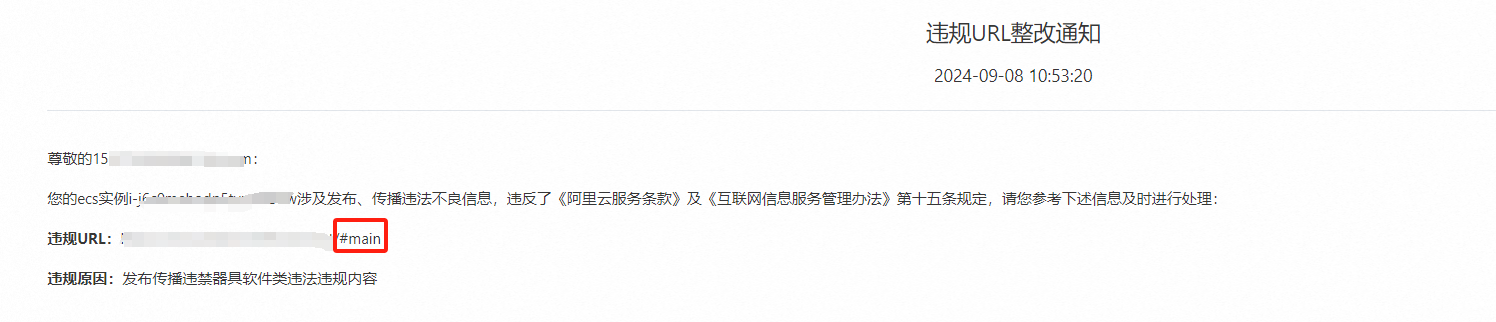 违规URL整改通知
2024-09-08 10:53:20
尊敬的15 m：
您的ecs实例i- w涉及发布、传播违法不良信息，违反了《阿里云服务条款》及《互联网信息服务管理办法》第十五条规定，请您参考下述信息及时进行处理：
违规URL： /#main
违规原因：发布传播违禁器具软件类违法违规内容